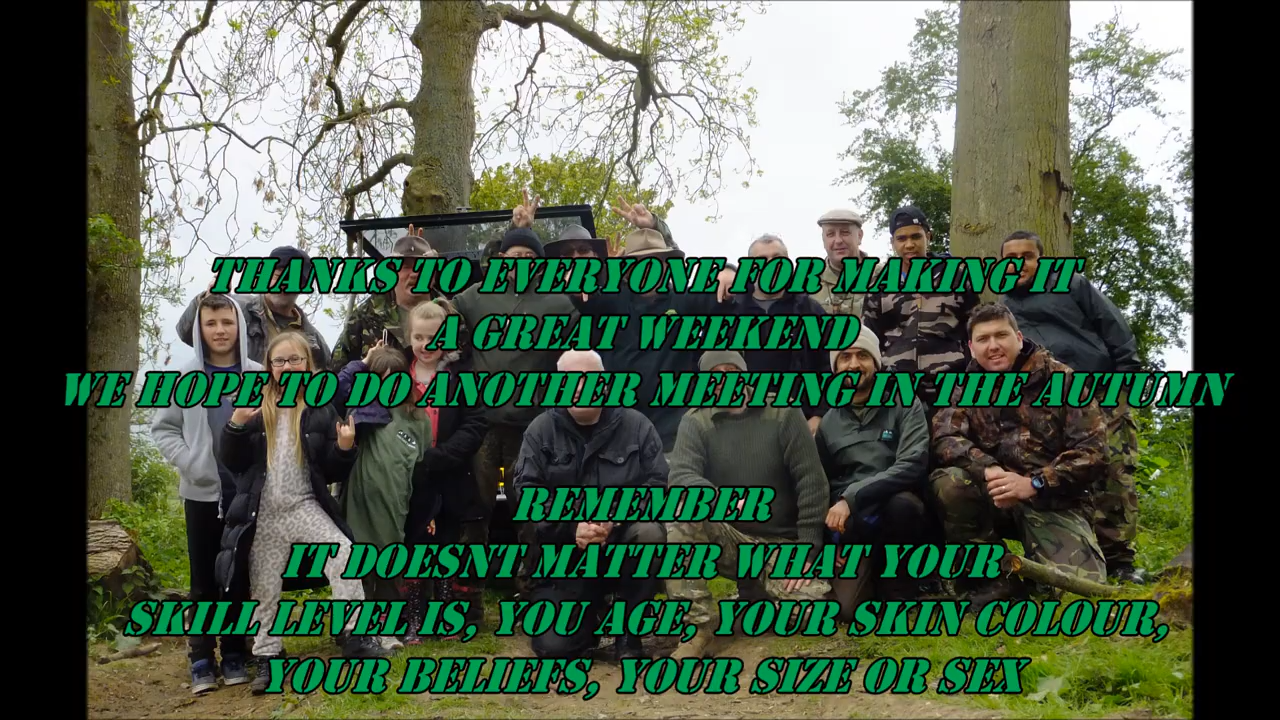 THANKS TO EVERYONE FOR MAKING IT
A GREAT WEEKEND
WE HOPE TO DO ANOTHER MEETING IN THE AUTUMN
REMEMBER
IT DOESNT MATTER WHAT YOUR
SKILL LEVEL IS, YOU AGE, YOUR SKIN COLOUR,
YOUR BELIEFS, YOUR SIZE OR SEX